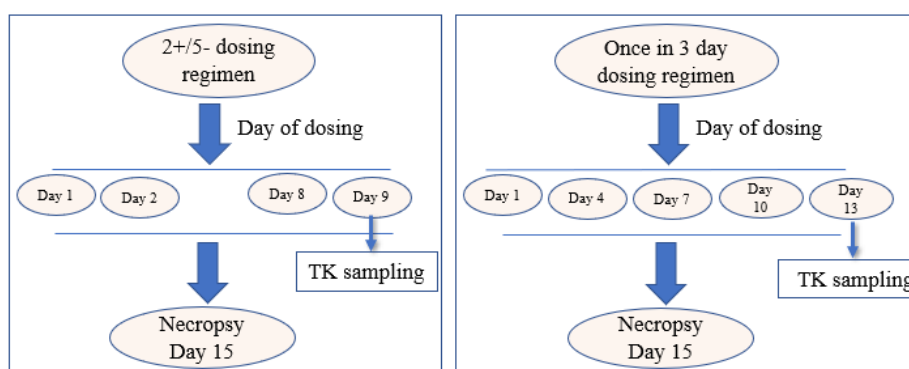 2+/5- dosing
regimen
Day of dosing
Day 1
Day 2
Day 8
Day 9
TK sampling
Necropsy
Day 15
Once in 3 day
dosing regimen
Day of dosing
Day 1
Day 4
Day 7
Day
10
Day
13
TK sampling
Necropsy
Day 15